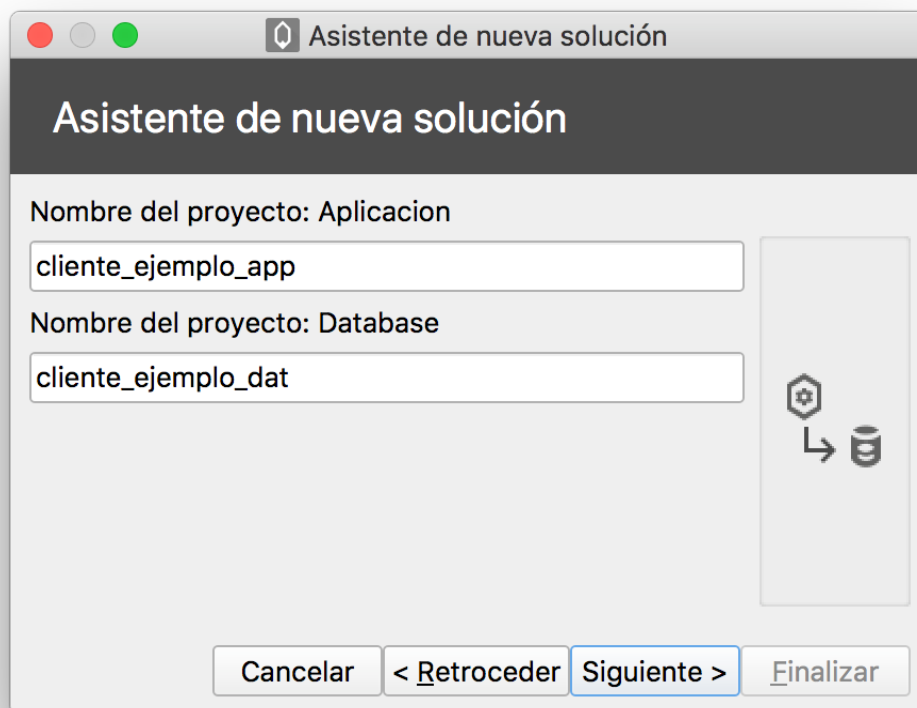 Asistente de nueva solución
Asistente de nueva solución
Nombre del proyecto: Aplicacion
cliente_ejemplo_app
Nombre del proyecto: Database
cliente_ejemplo_dat
Cancelar < Retroceder Siguiente > Finalizar